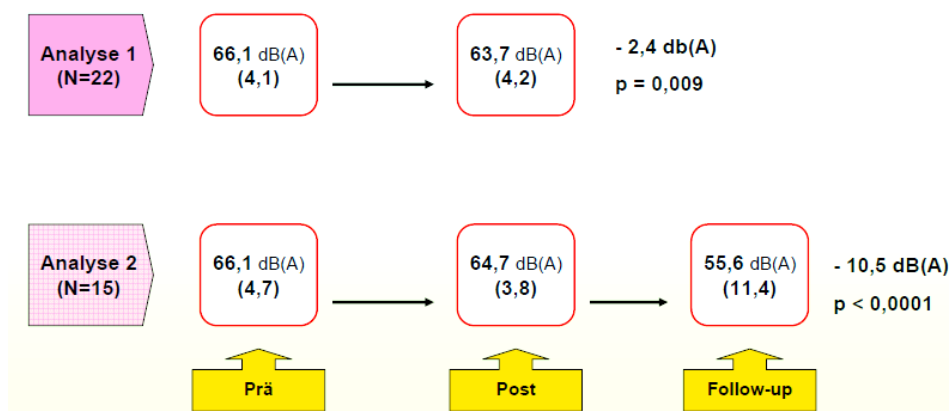 Analyse 1
(N=22)
66,1 dB(A)
(4,1)
63,7 dB(A)
(4,2)
- 2,4 db(A)
p = 0,009
Analyse 2
(N=15)
66,1 dB(A)
(4,7)
64,7 dB(A)
(3,8)
55,6 dB(A)
(11,4)
- 10,5 dB(A)
p < 0,0001
Prä
Post
Follow-up